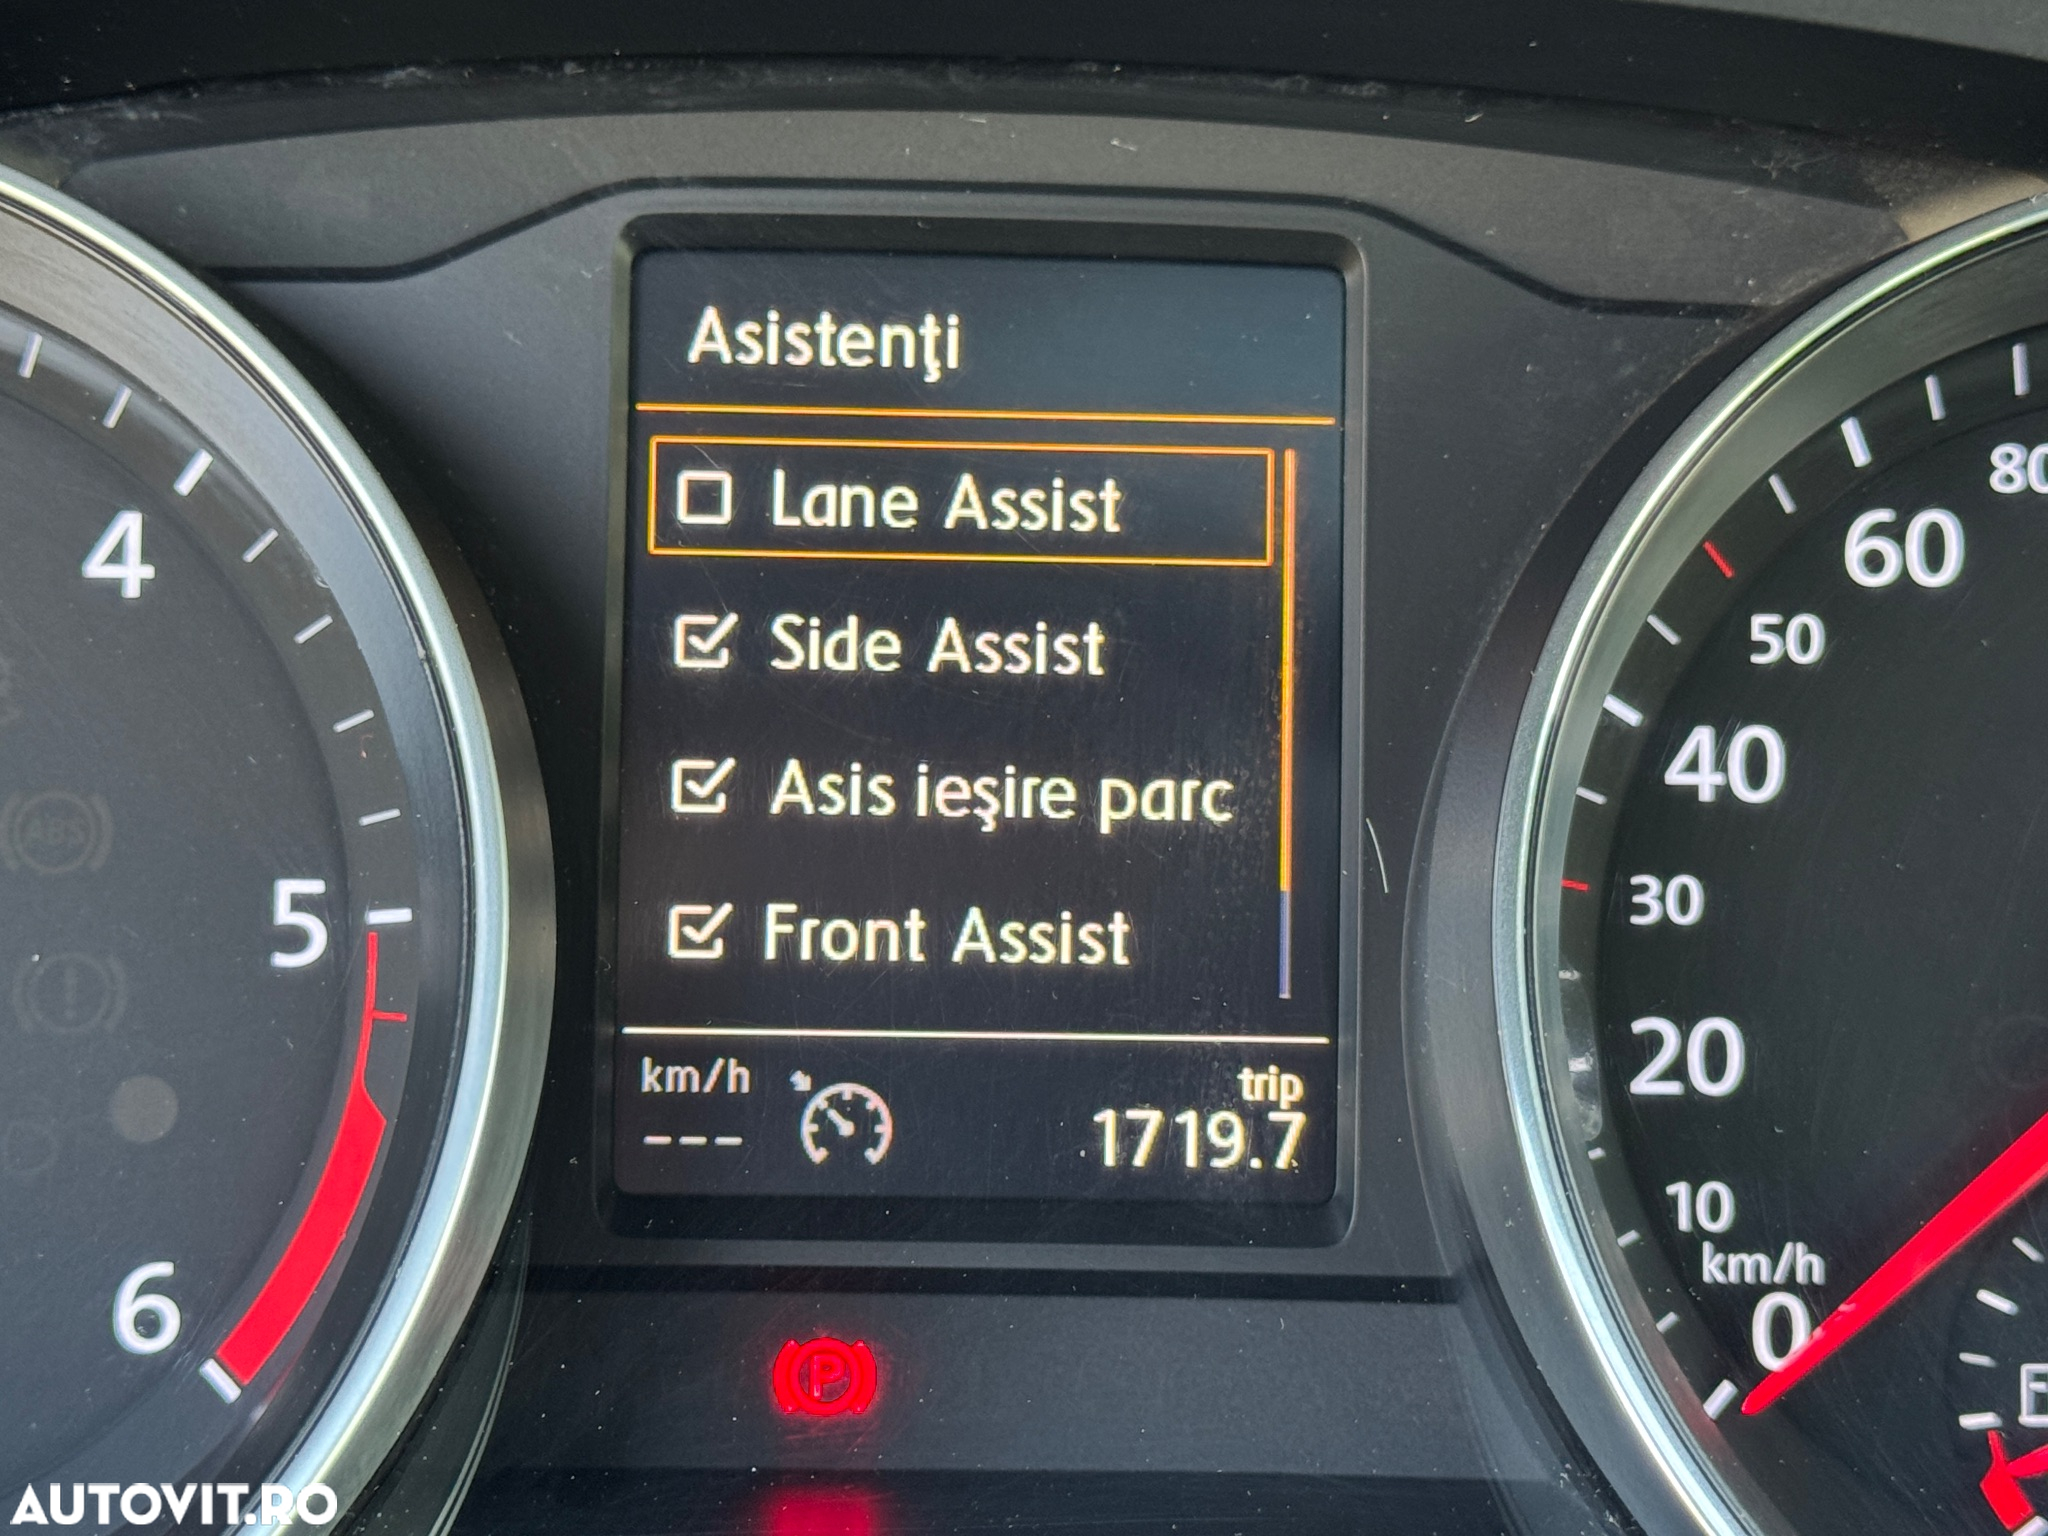 Asistenţi
Lane Assist
Side Assist
Asis ieşire parc
Front Assist
km/h
trip
---
1719.7
4
5
6
ABS
P
80
60
50
40
30
20
10
km/h
0
AUTOVIT.RO